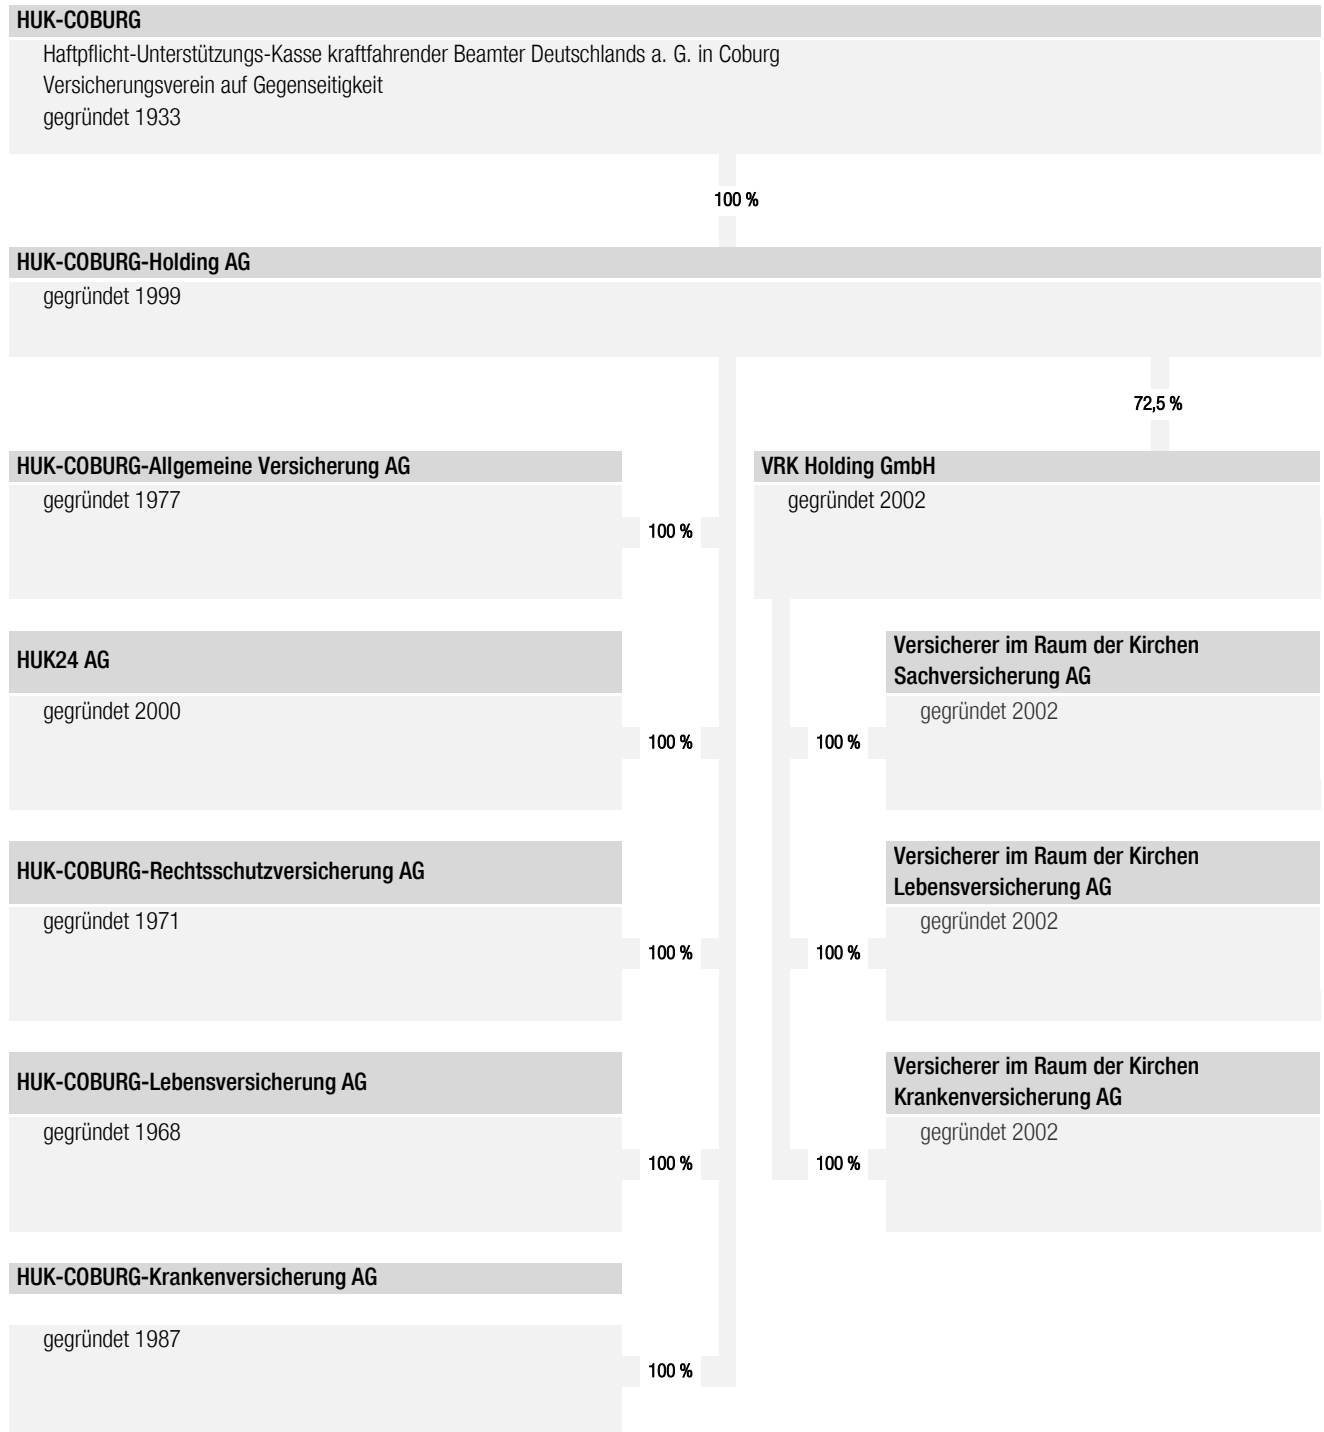 HUK-COBURG
Haftpflicht-Unterstützungs-Kasse kraftfahrender Beamter Deutschlands a. G. in Coburg
Versicherungsverein auf Gegenseitigkeit
gegründet 1933
100 %
HUK-COBURG-Holding AG
gegründet 1999
72,5 %
HUK-COBURG-Allgemeine Versicherung AG
gegründet 1977
100 %
VRK Holding GmbH
gegründet 2002
HUK24 AG
gegründet 2000
100 %
Versicherer im Raum der Kirchen
Sachversicherung AG
gegründet 2002
100 %
HUK-COBURG-Rechtsschutzversicherung AG
gegründet 1971
100 %
Versicherer im Raum der Kirchen
Lebensversicherung AG
gegründet 2002
100 %
HUK-COBURG-Lebensversicherung AG
gegründet 1968
100 %
Versicherer im Raum der Kirchen
Krankenversicherung AG
gegründet 2002
100 %
HUK-COBURG-Krankenversicherung AG
gegründet 1987
100 %